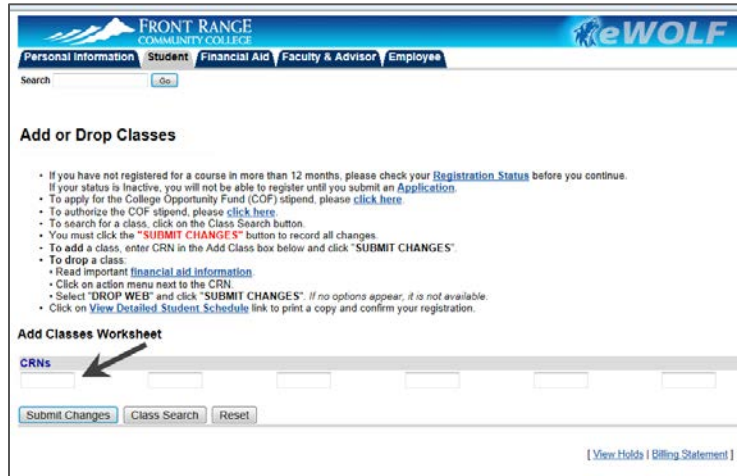 FRONT RANGE
COMMUNITY COLLEGE
eWOLF
Personal Information Student Financial Aid Faculty & Advisor Employee
Search Go
Add or Drop Classes
• If you have not registered for a course in more than 12 months, please check your Registration Status before you continue.
If your status is Inactive, you will not be able to register until you submit an Application.
• To apply for the College Opportunity Fund (COF) stipend, please click here.
• To authorize the COF stipend, please click here.
• To search for a class, click on the Class Search button.
• You must click the "SUBMIT CHANGES" button to record all changes.
• To add a class, enter CRN in the Add Class box below and click "SUBMIT CHANGES".
• To drop a class:
• Read important financial aid information.
• Click on action menu next to the CRN.
• Select "DROP WEB" and click "SUBMIT CHANGES". If no options appear, it is not available.
• Click on View Detailed Student Schedule link to print a copy and confirm your registration.
Add Classes Worksheet
CRNs
Submit Changes Class Search Reset
[ View Holds | Billing Statement ]